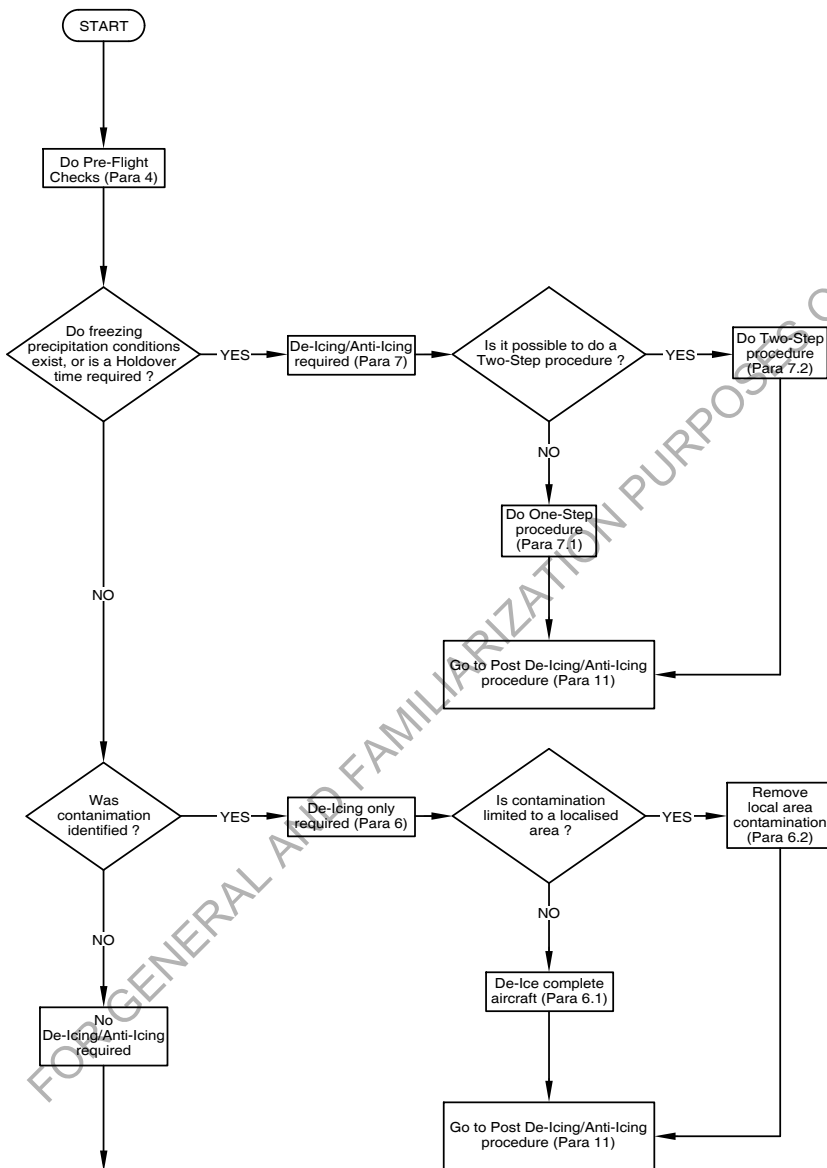 START
Do Pre-Flight
Checks (Para 4)
Do freezing
precipitation conditions
exist, or is a Holdover
time required ?
YES
De-Icing/Anti-Icing
required (Para 7)
Is it possible to do a
Two-Step procedure ?
YES
Do Two-Step
procedure
(Para 7.2)
NO
Do One-Step
procedure
(Para 7.1)
Go to Post De-Icing/Anti-Icing
procedure (Para 11)
NO
Was
contanimation
identified ?
YES
De-Icing only
required (Para 6)
Is contamination
limited to a localised
area ?
YES
Remove
local area
contamination
(Para 6.2)
NO
De-Ice complete
aircraft (Para 6.1)
Go to Post De-Icing/Anti-Icing
procedure (Para 11)
NO
No
De-Icing/Anti-Icing
required
FOR GENERAL AND FAMILIARIZATION PURPOSES